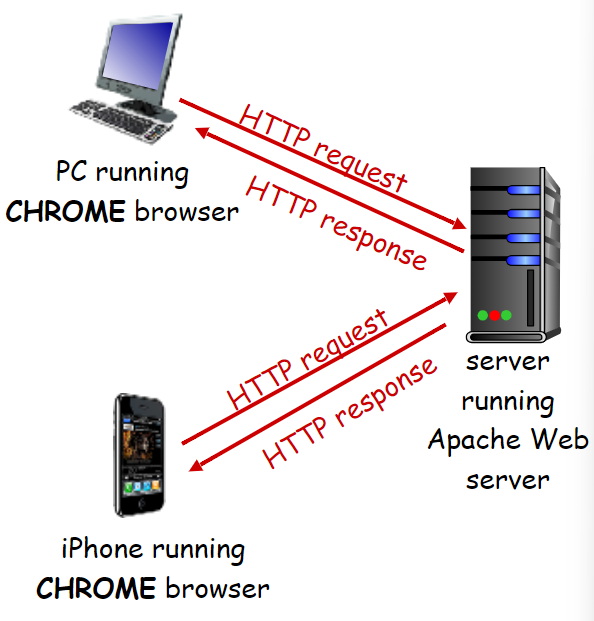 HTTP request
PC running
CHROME browser
HTTP response
HTTP request
HTTP response
server
running
Apache Web
server
iPhone running
CHROME browser